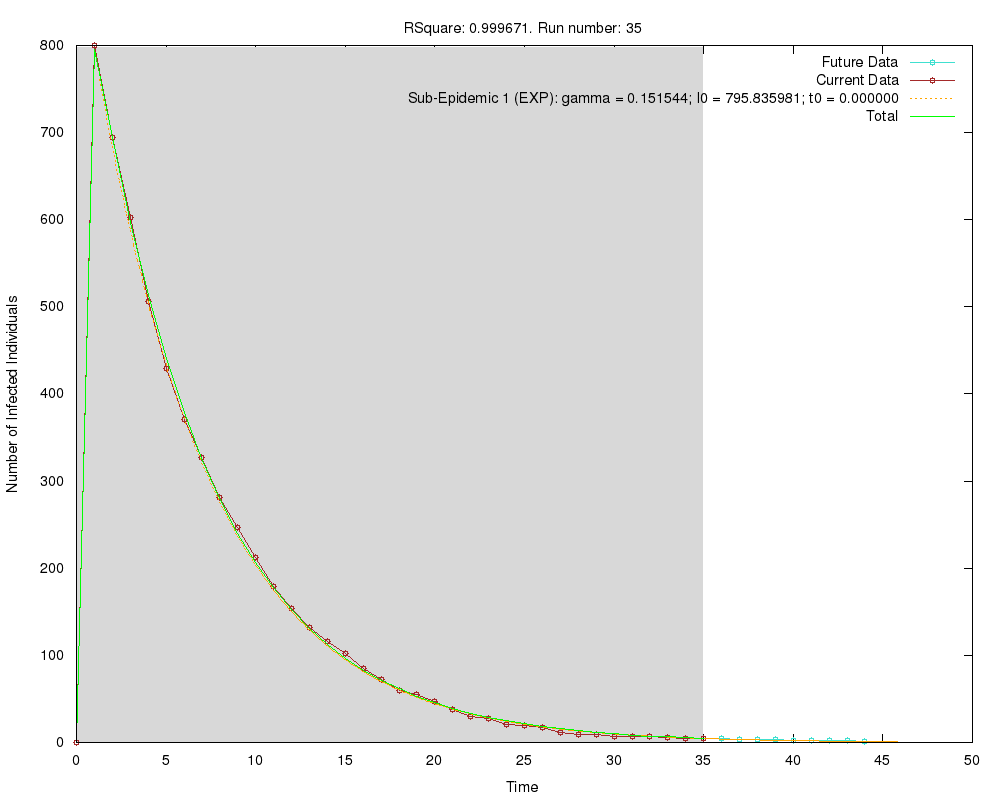 RSquare: 0.999671. Run number: 35
Future Data
Current Data
Sub-Epidemic 1 (EXP): gamma = 0.151544; I0 = 795.835981; t0 = 0.000000
Total
800
700
600
500
400
300
200
100
0
Number of Infected Individuals
0 5 10 15 20 25 30 35 40 45 50
Time